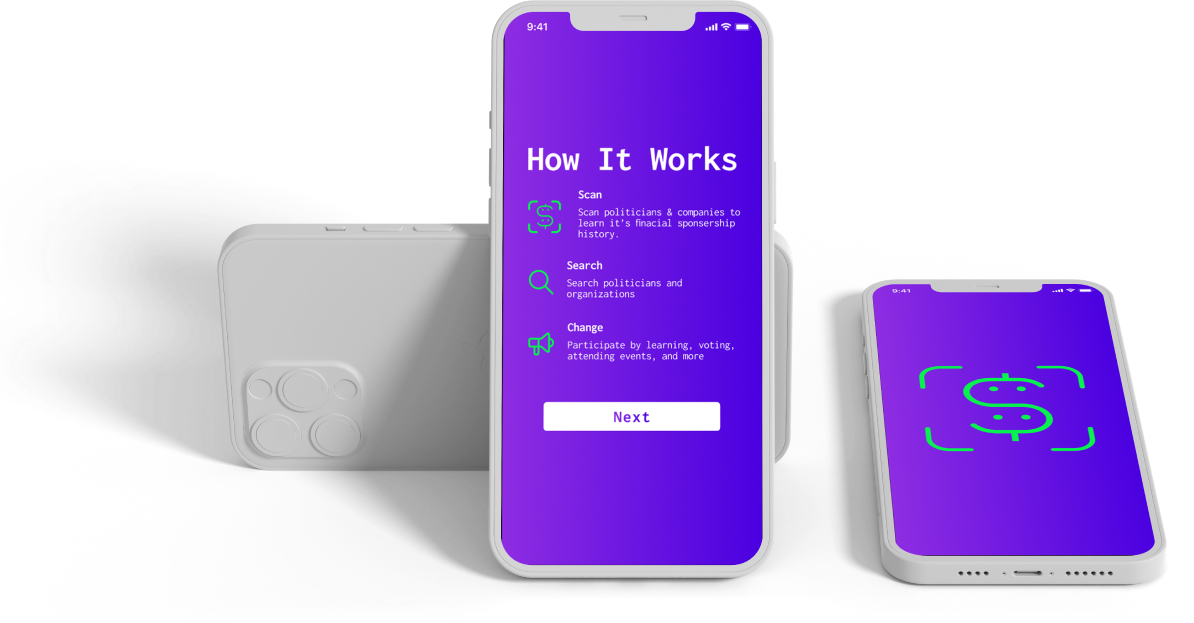 9:41
How It Works
Scan
Scan politicians & companies to
learn it's finacial sponsership
history.
Search
Search politicians and
organizations
Change
Participate by learning, voting,
attending events, and more
Next
9:41